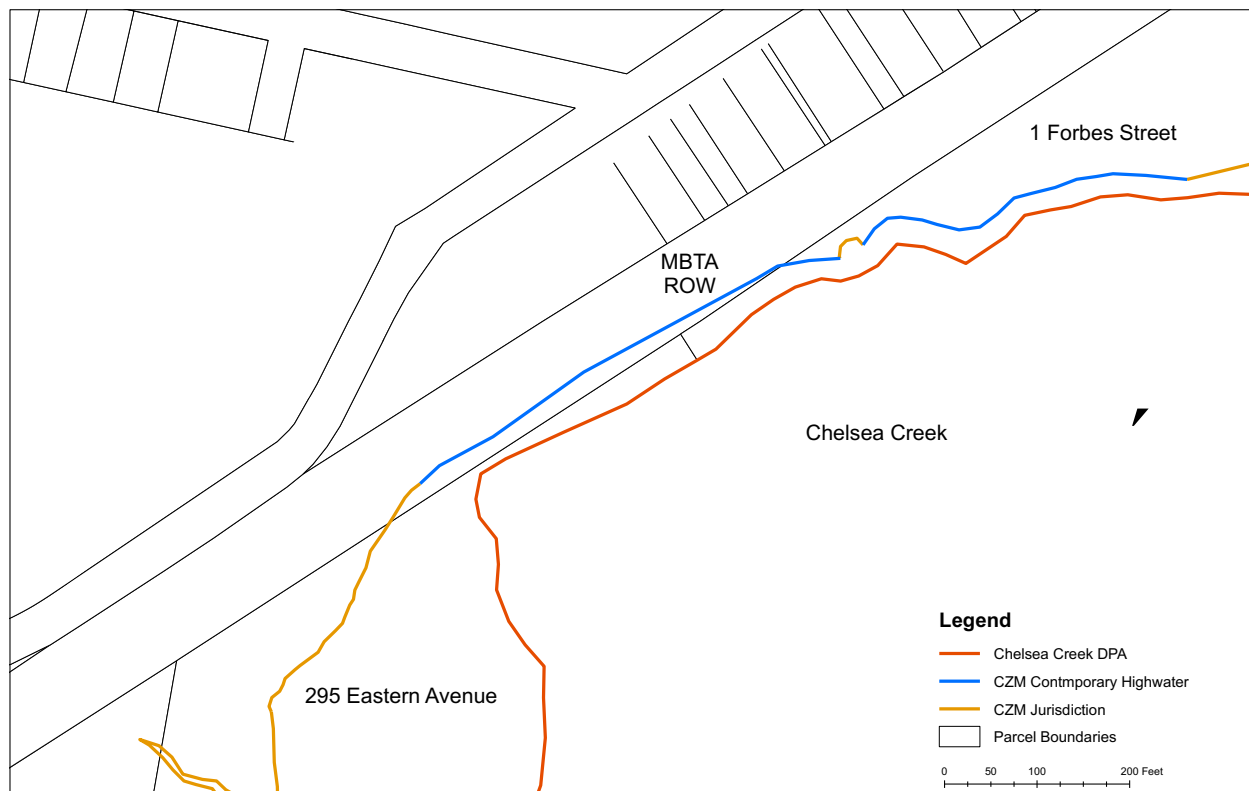 1 Forbes Street
MBTA
ROW
Chelsea Creek
295 Eastern Avenue
Legend
Chelsea Creek DPA
CZM Contmporary Highwater
CZM Jurisdiction
Parcel Boundaries
0 50 100 200 Feet